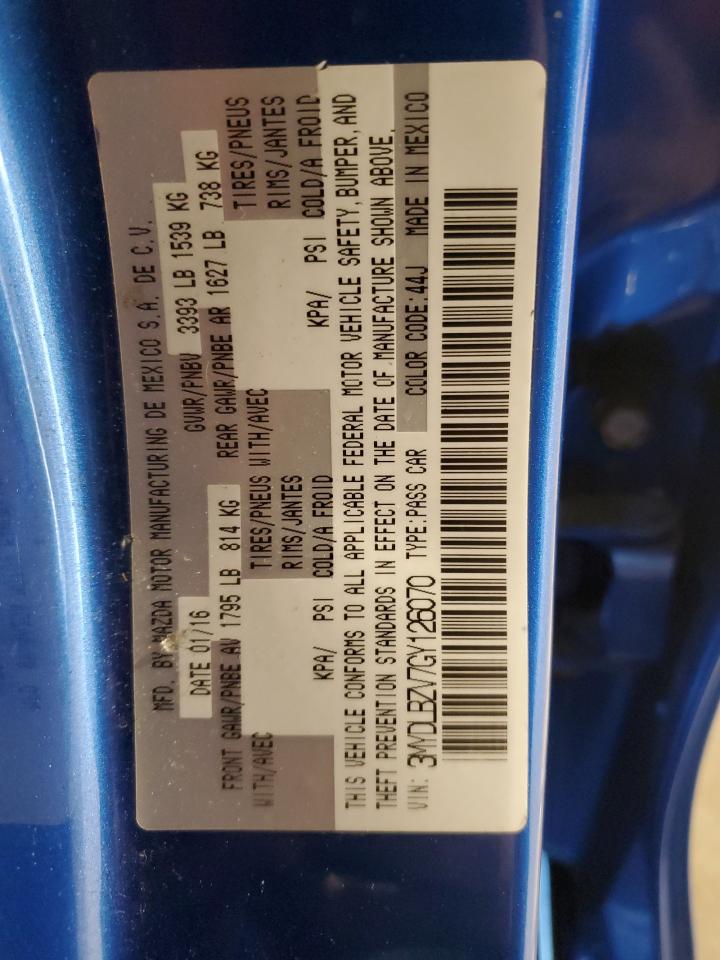 MFD. BY MAZDA MOTOR MANUFACTURING DE MEXICO S.A. DE C.V.
DATE 01/16 GVWR/PNBV 3393 LB 1539 KG
FRONT GAWR/PNBE AV 1795 LB 814 KG REAR GAWR/PNBE AR 1627 LB 738 KG
WITH/AVEC TIRES/PNEUS WITH/AVEC TIRES/PNEUS
RIMS/JANTES RIMS/JANTES
KPA/ PSI COLD/A FROID KPA/ PSI COLD/A FROID
THIS VEHICLE CONFORMS TO ALL APPLICABLE FEDERAL MOTOR VEHICLE SAFETY, BUMPER, AND
THEFT PREVENTION STANDARDS IN EFFECT ON THE DATE OF MANUFACTURE SHOWN ABOVE.
VIN: 3MYDLBZV7GY126070 TYPE:PASS CAR COLOR CODE:44J MADE IN MEXICO